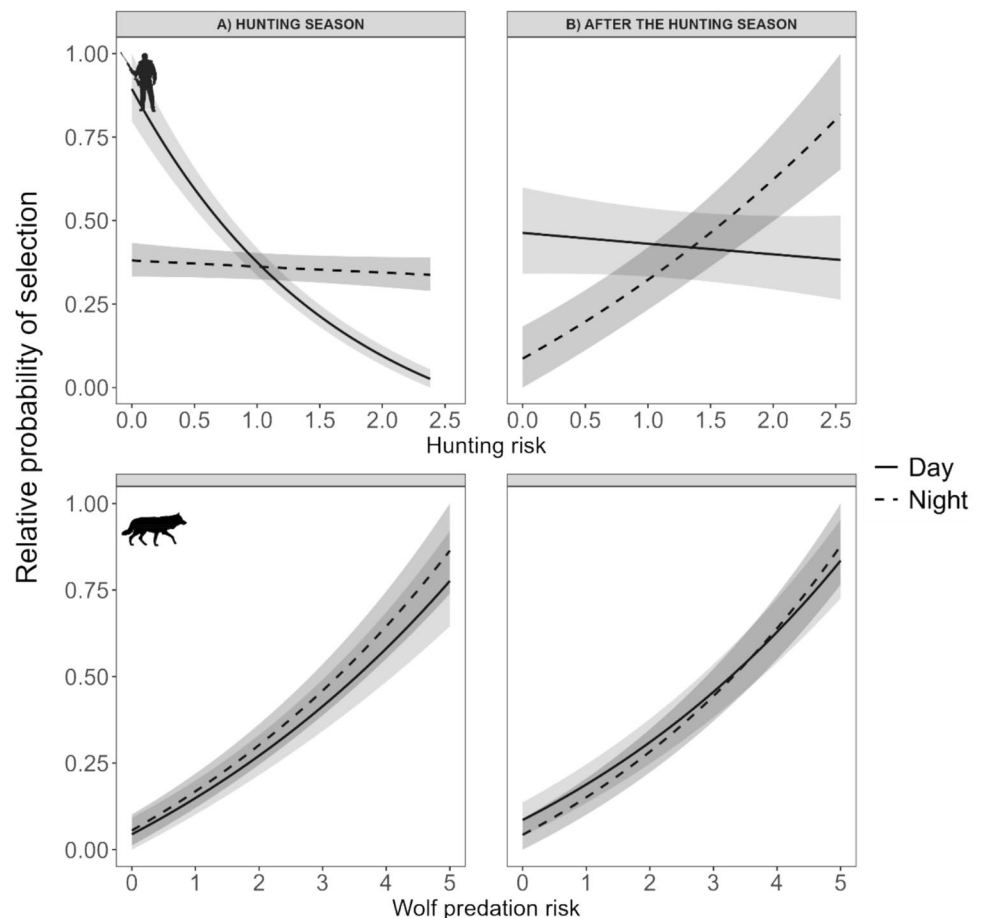 A) HUNTING SEASON
B) AFTER THE HUNTING SEASON
Relative probability of selection
1.00
0.75
0.50
0.25
0.00
0.0 0.5 1.0 1.5 2.0 2.5
0.0 0.5 1.0 1.5 2.0 2.5
Hunting risk
Day
Night
1.00
0.75
0.50
0.25
0.00
0 1 2 3 4 5
0 1 2 3 4 5
Wolf predation risk